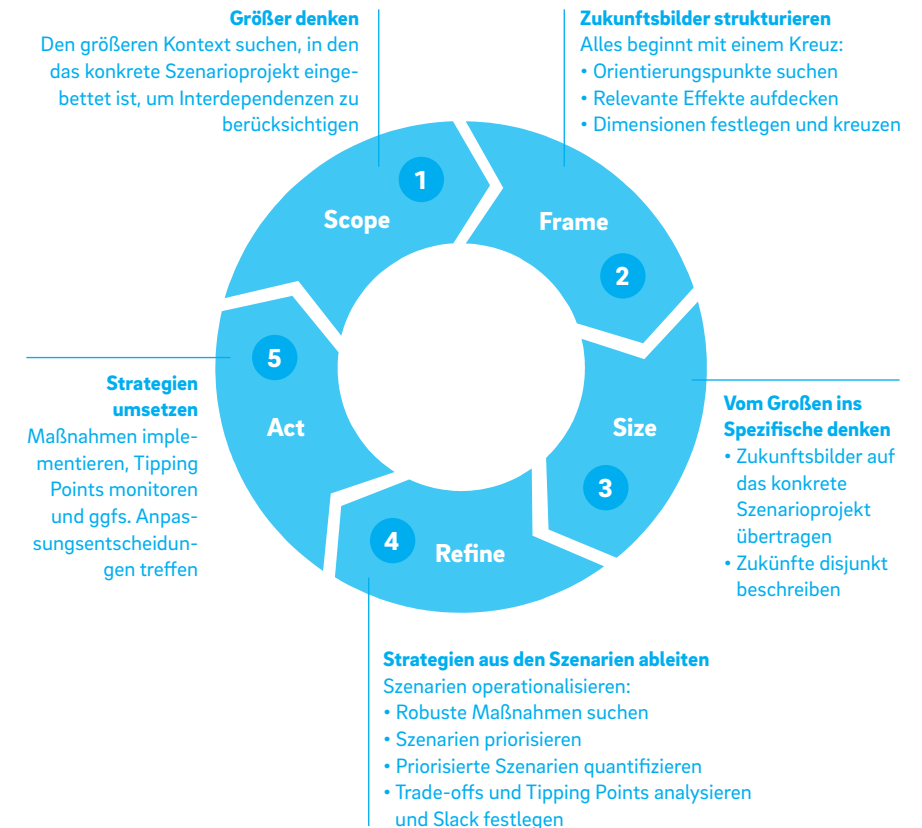 Größer denken
Den größeren Kontext suchen, in den
das konkrete Szenarioprojekt einge-
bettet ist, um Interdependenzen zu
berücksichtigen
Zukunftsbilder strukturieren
Alles beginnt mit einem Kreuz:
• Orientierungspunkte suchen
• Relevante Effekte aufdecken
• Dimensionen festlegen und kreuzen
1
Scope
Frame
2
5
Act
Size
3
4
Refine
Strategien
umsetzen
Maßnahmen imple-
mentieren, Tipping
Points monitoren
und ggfs. Anpas-
sungsentscheidun-
gen treffen
Vom Großen ins
Spezifische denken
• Zukunftsbilder auf
das konkrete
Szenarioprojekt
übertragen
• Zukünfte disjunkt
beschreiben
Strategien aus den Szenarien ableiten
Szenarien operationalisieren:
• Robuste Maßnahmen suchen
• Szenarien priorisieren
• Priorisierte Szenarien quantifizieren
• Trade-offs und Tipping Points analysieren
und Slack festlegen